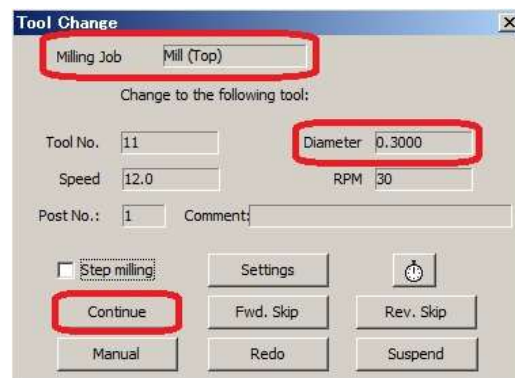 Tool Change
Milling Job Mill (Top)
Change to the following tool:
Tool No. 11 Diameter 0.3000
Speed 12.0 RPM 30
Post No.: 1 Comment:
Step milling Settings
Continue Fwd. Skip Rev. Skip
Manual Redo Suspend